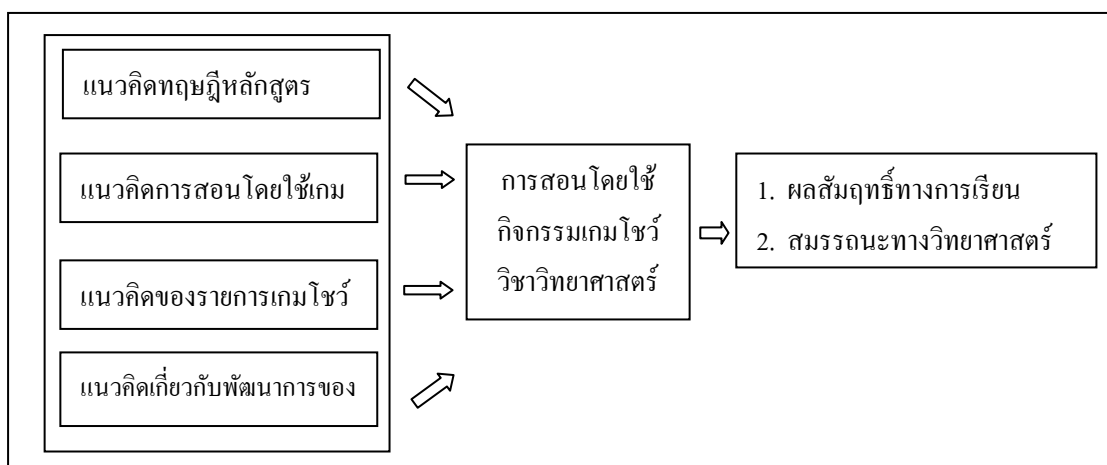 แนวคิดทฤษฎีหลักสูตร
แนวคิดการสอนโดยใช้เกม
แนวคิดของรายการเกมโชว์
แนวคิดเกี่ยวกับพัฒนาการของ
การสอนโดยใช้
กิจกรรมเกมโชว์
วิชาวิทยาศาสตร์
1. ผลสัมฤทธิ์ทางการเรียน
2. สมรรถนะทางวิทยาศาสตร์